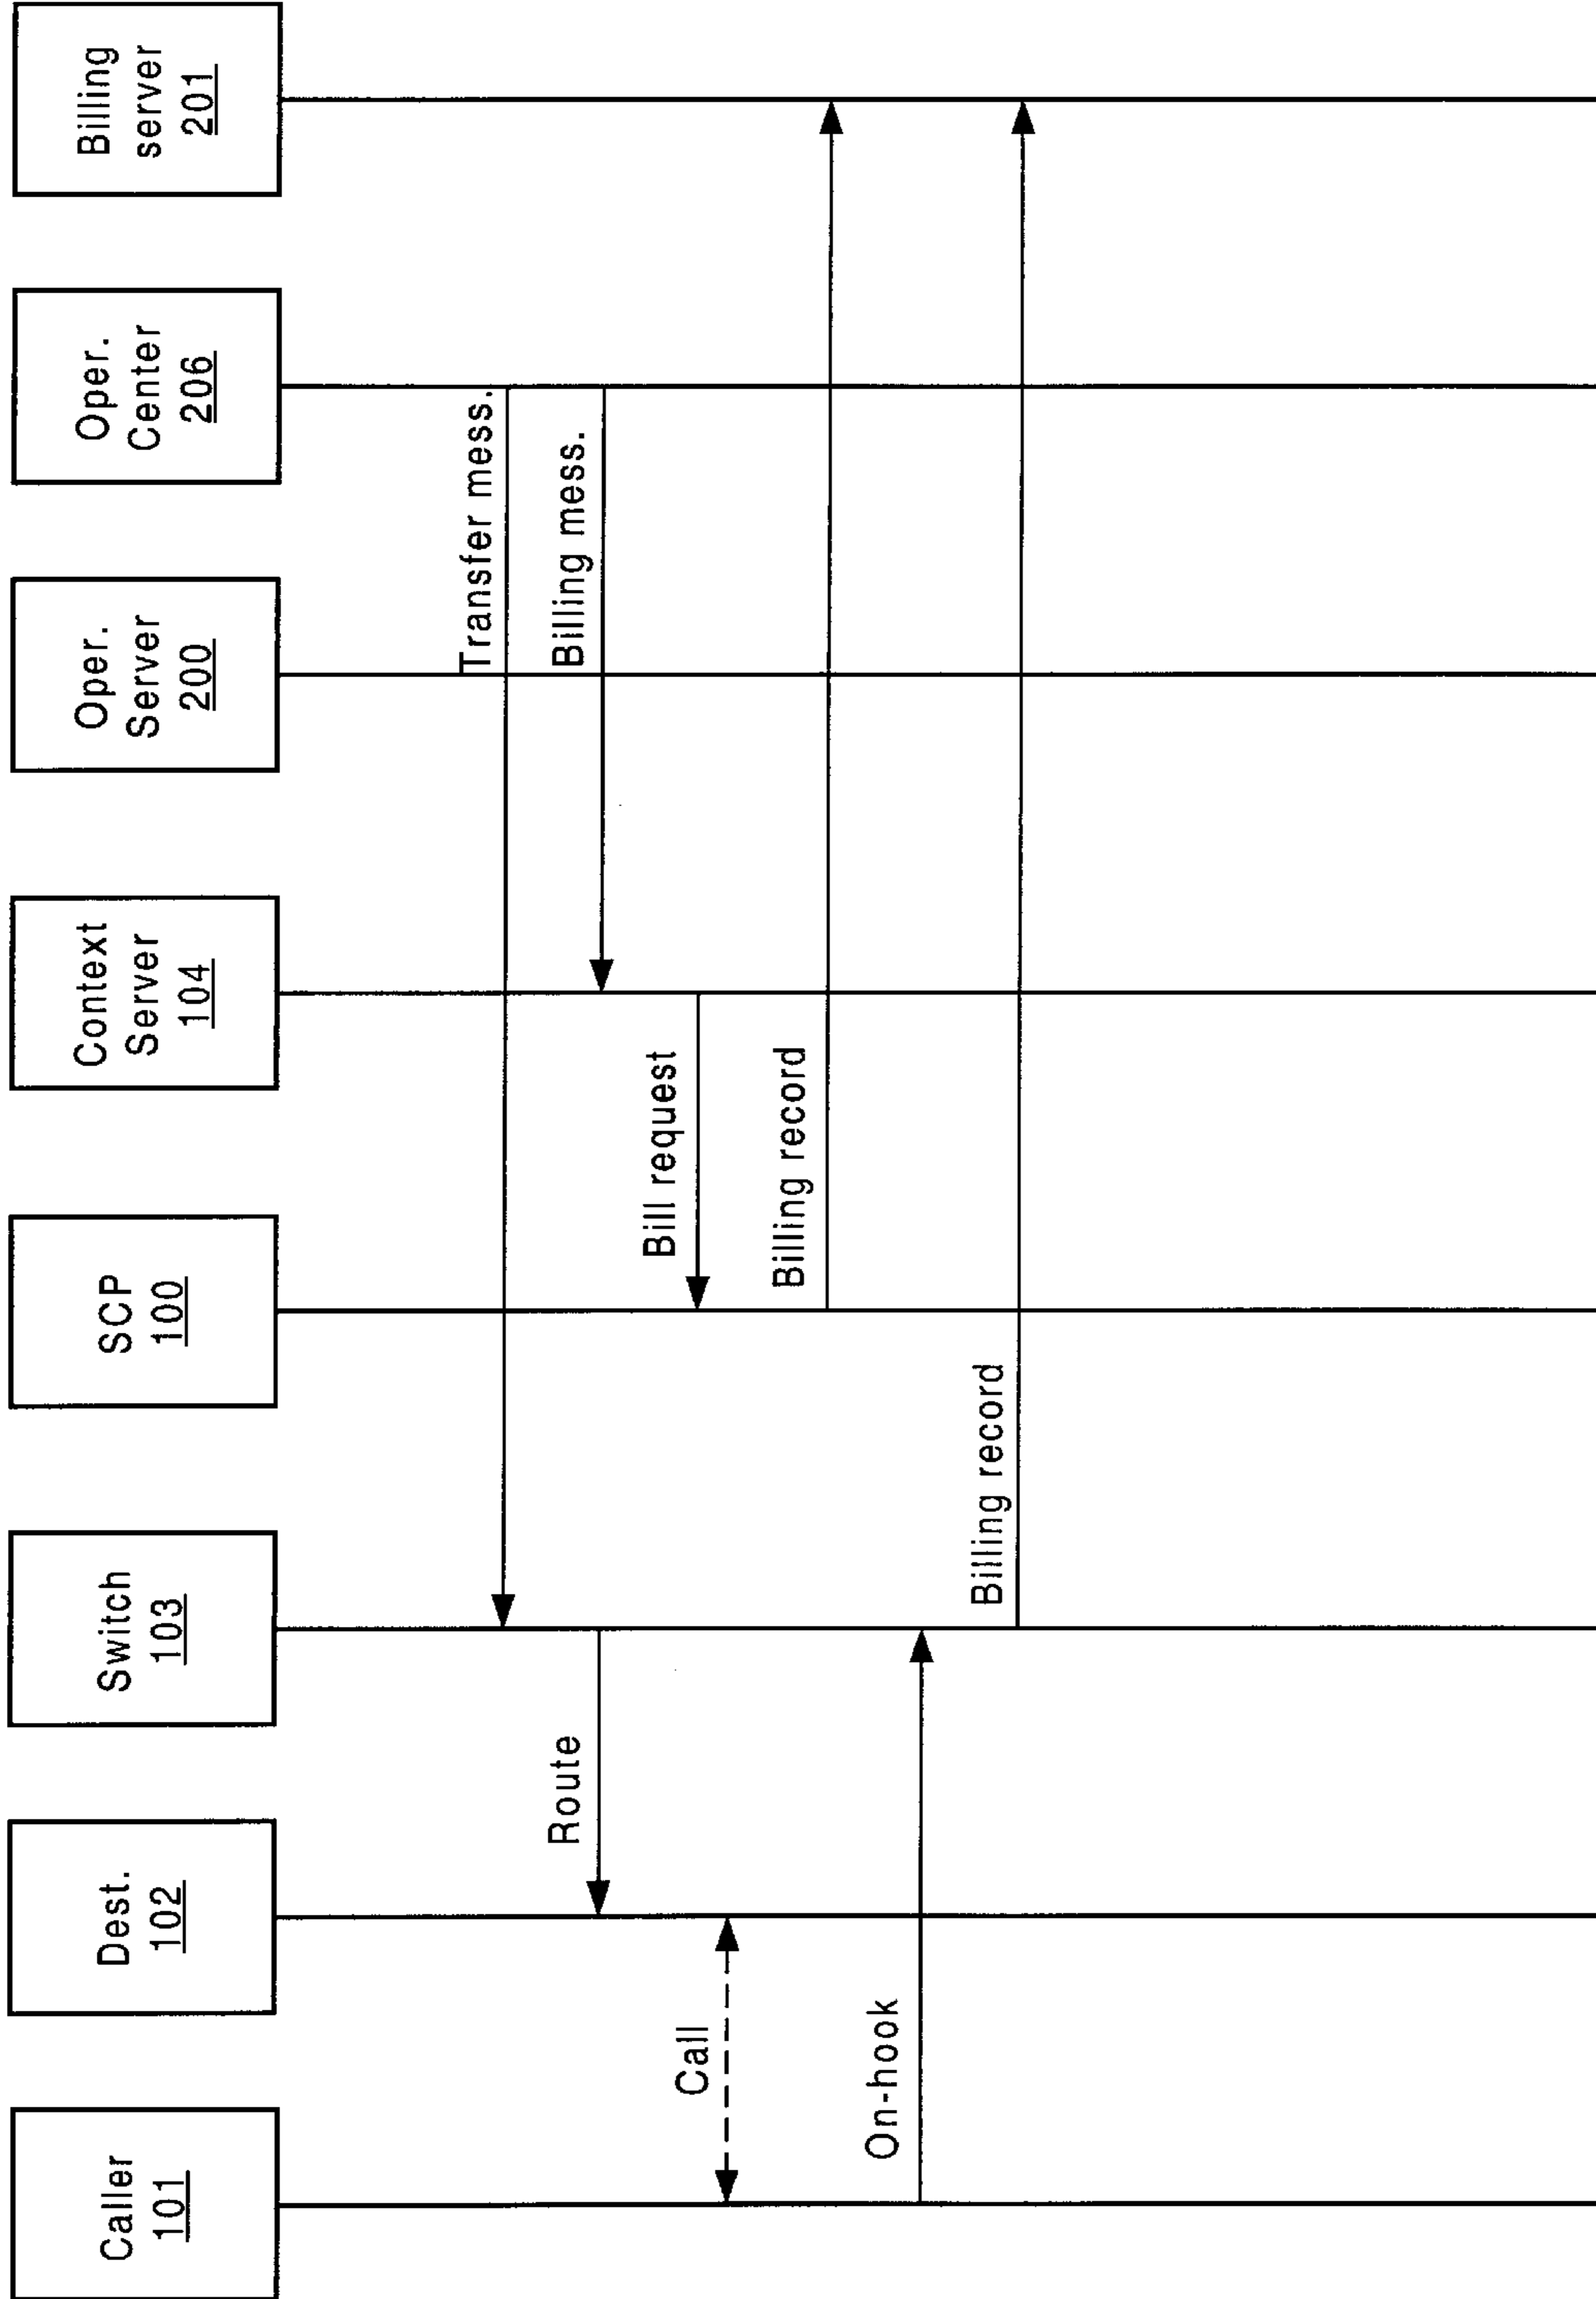 Caller
101
Dest.
102
Switch
103
SCP
100
Context
Server
104
Oper.
Server
200
Oper.
Center
206
Billing
server
201
Transfer mess.
Route
Billing mess.
Call
Bill request
Billing record
On-hook
Billing record